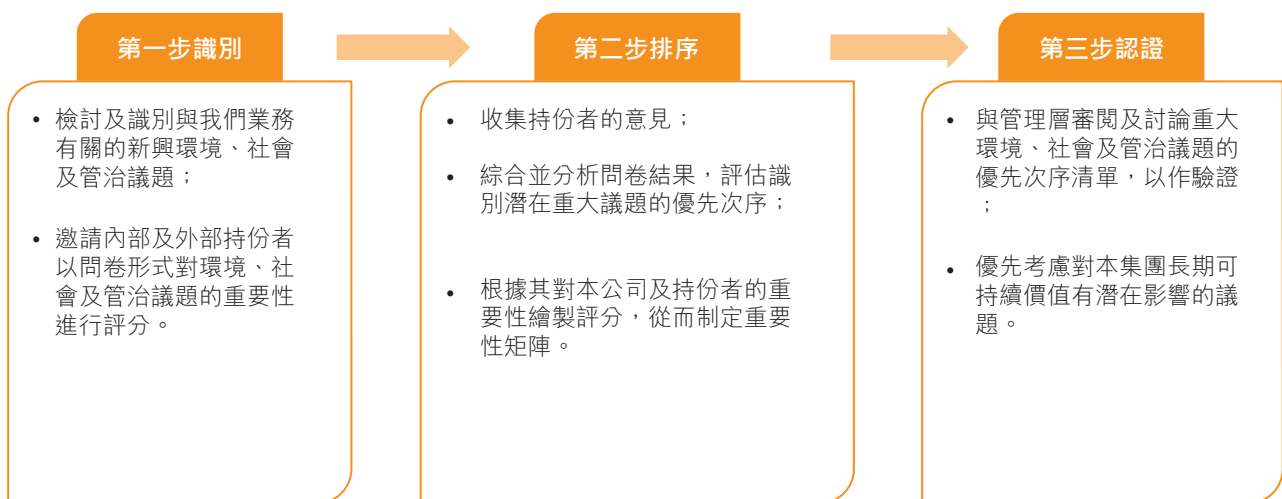 第一步識別
• 檢討及識別與我們業務
有關的新興環境、社會
及管治議題；
• 邀請內部及外部持份者
以問卷形式對環境、社
會及管治議題的重要性
進行評分。
第二步排序
• 收集持份者的意見；
• 綜合並分析問卷結果，評估識
別潛在重大議題的優先次序；
• 根據其對本公司及持份者的重
要性繪製評分，從而制定重要
性矩陣。
第三步認證
• 與管理層審閱及討論重大
環境、社會及管治議題的
優先次序清單，以作驗證
；
• 優先考慮對本集團長期可
持續價值有潛在影響的議
題。